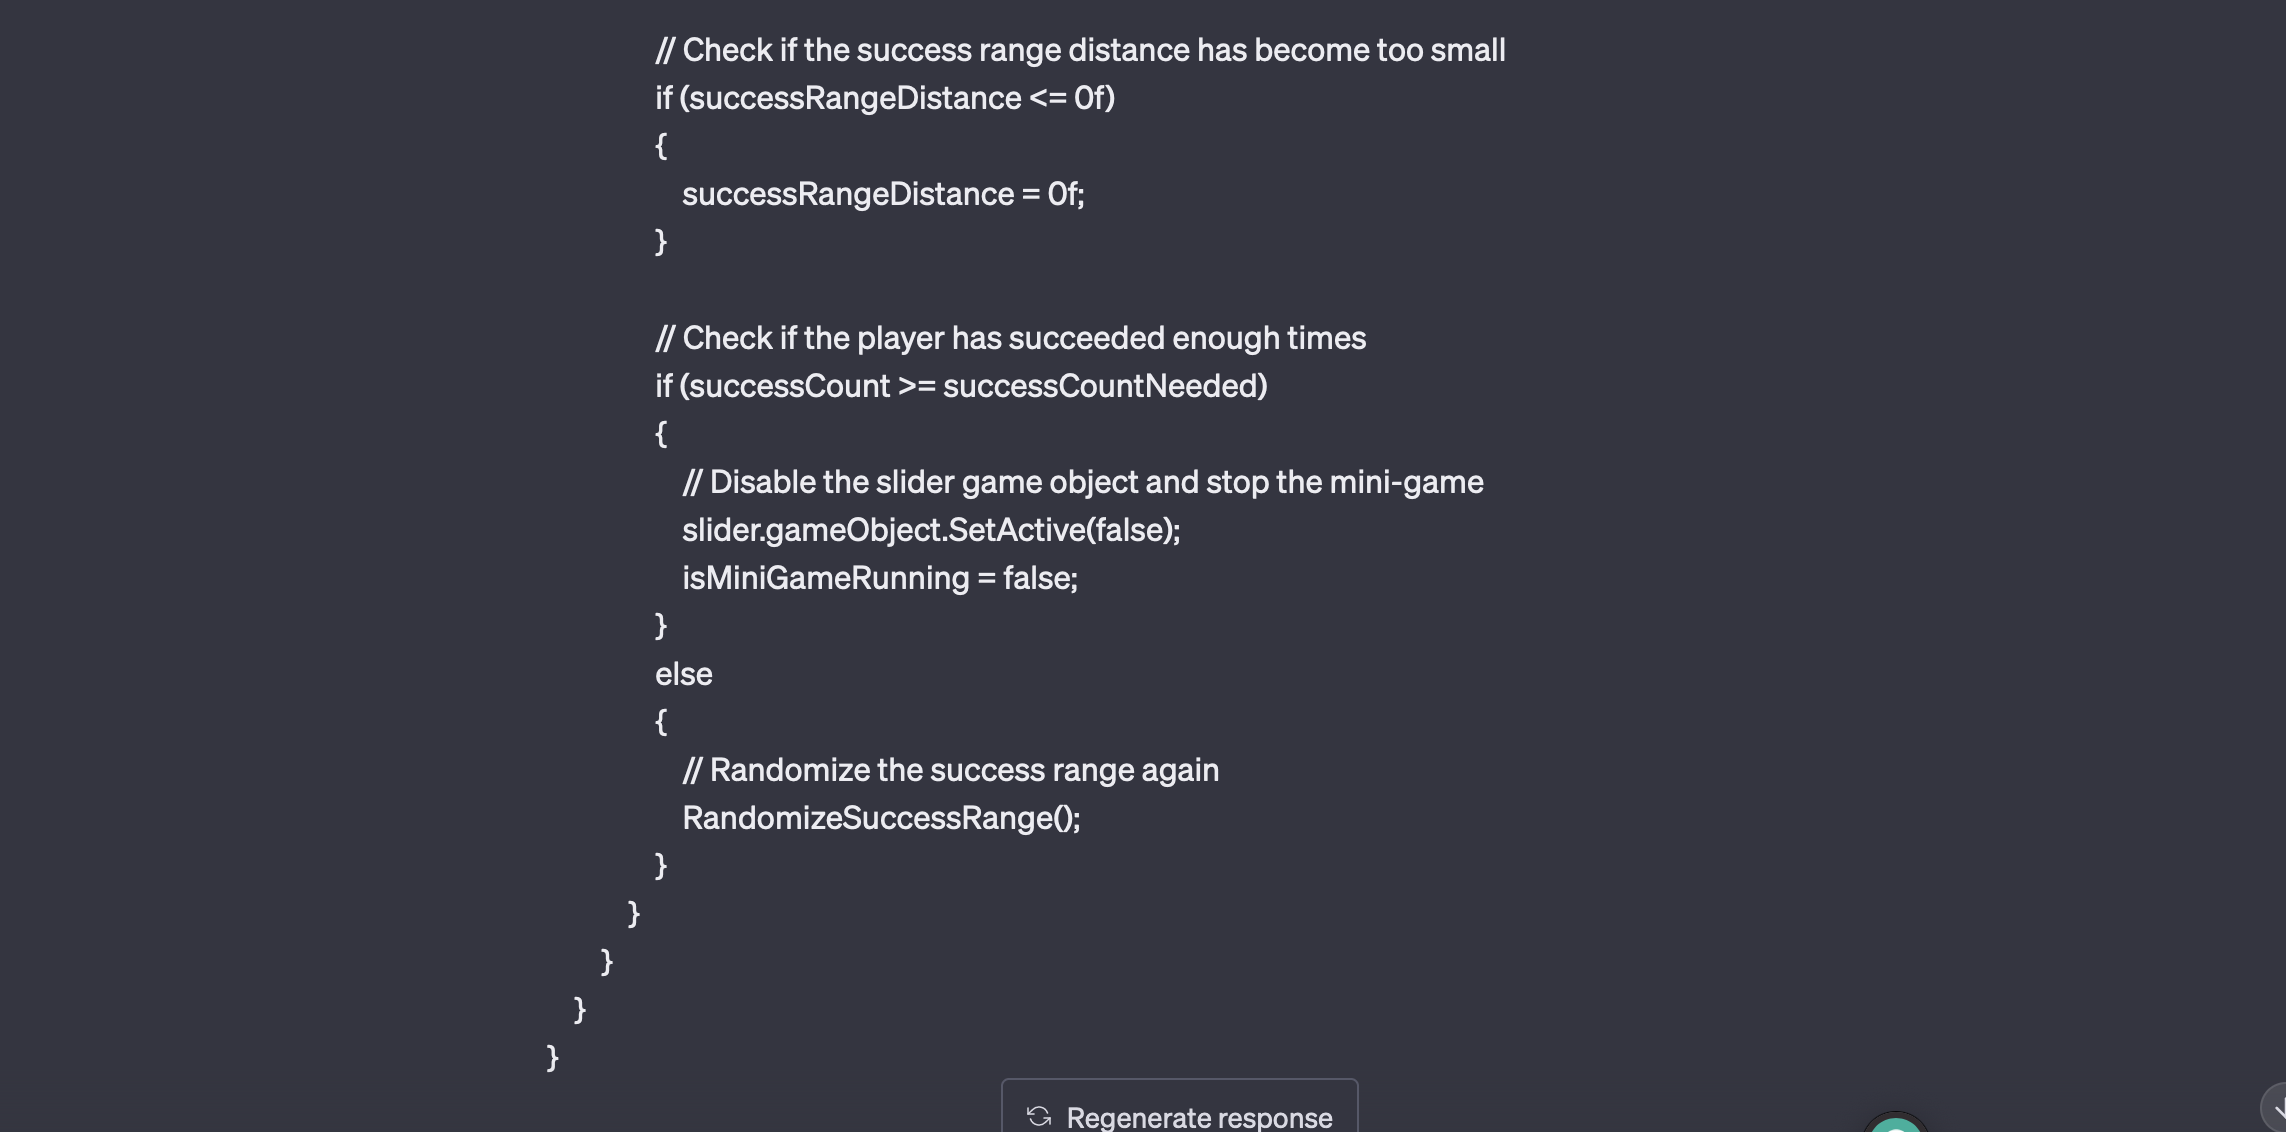 // Check if the success range distance has become too small
if (successRangeDistance <= 0f)
{
successRangeDistance = 0f;
}
// Check if the player has succeeded enough times
if (successCount >= successCountNeeded)
{
// Disable the slider game object and stop the mini-game
slider.gameObject.SetActive(false);
isMiniGameRunning = false;
}
else
{
// Randomize the success range again
RandomizeSuccessRange();
}
}
}
}
}
Regenerate response